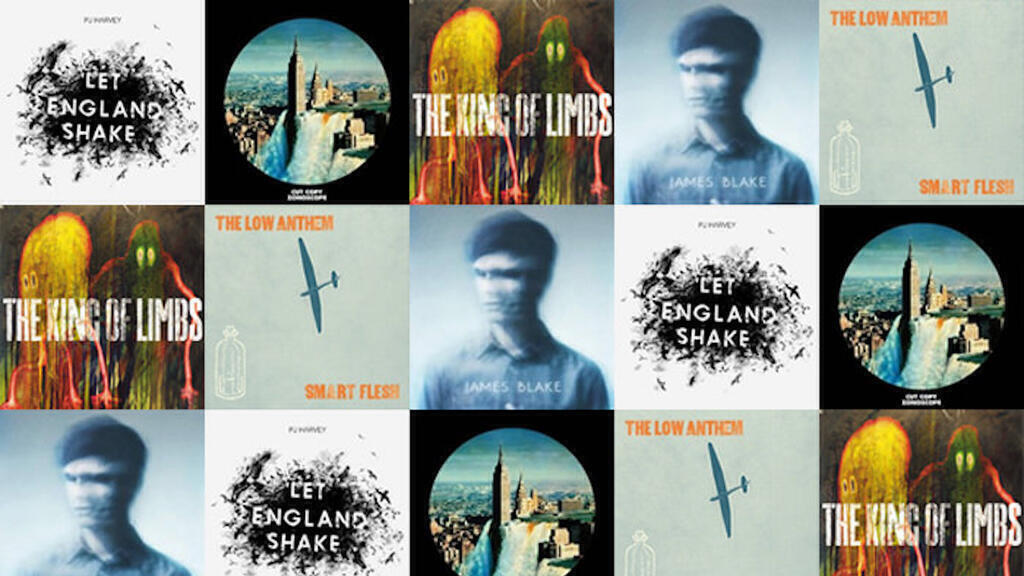 PJ HARVEY
LET
ENGLAND
SHAKE
CUT COPY
ZONOSCOPE
THE KING OF LIMBS
JAMES BLAKE
THE LOW ANTHEM
SMART FLESH
THE KING OF LIMBS
THE LOW ANTHEM
SMART FLESH
JAMES BLAKE
PJ HARVEY
LET
ENGLAND
SHAKE
CUT COPY
ZONOSCOPE
PJ HARVEY
LET
ENGLAND
SHAKE
THE LOW ANTHEM
THE KING OF LIMBS